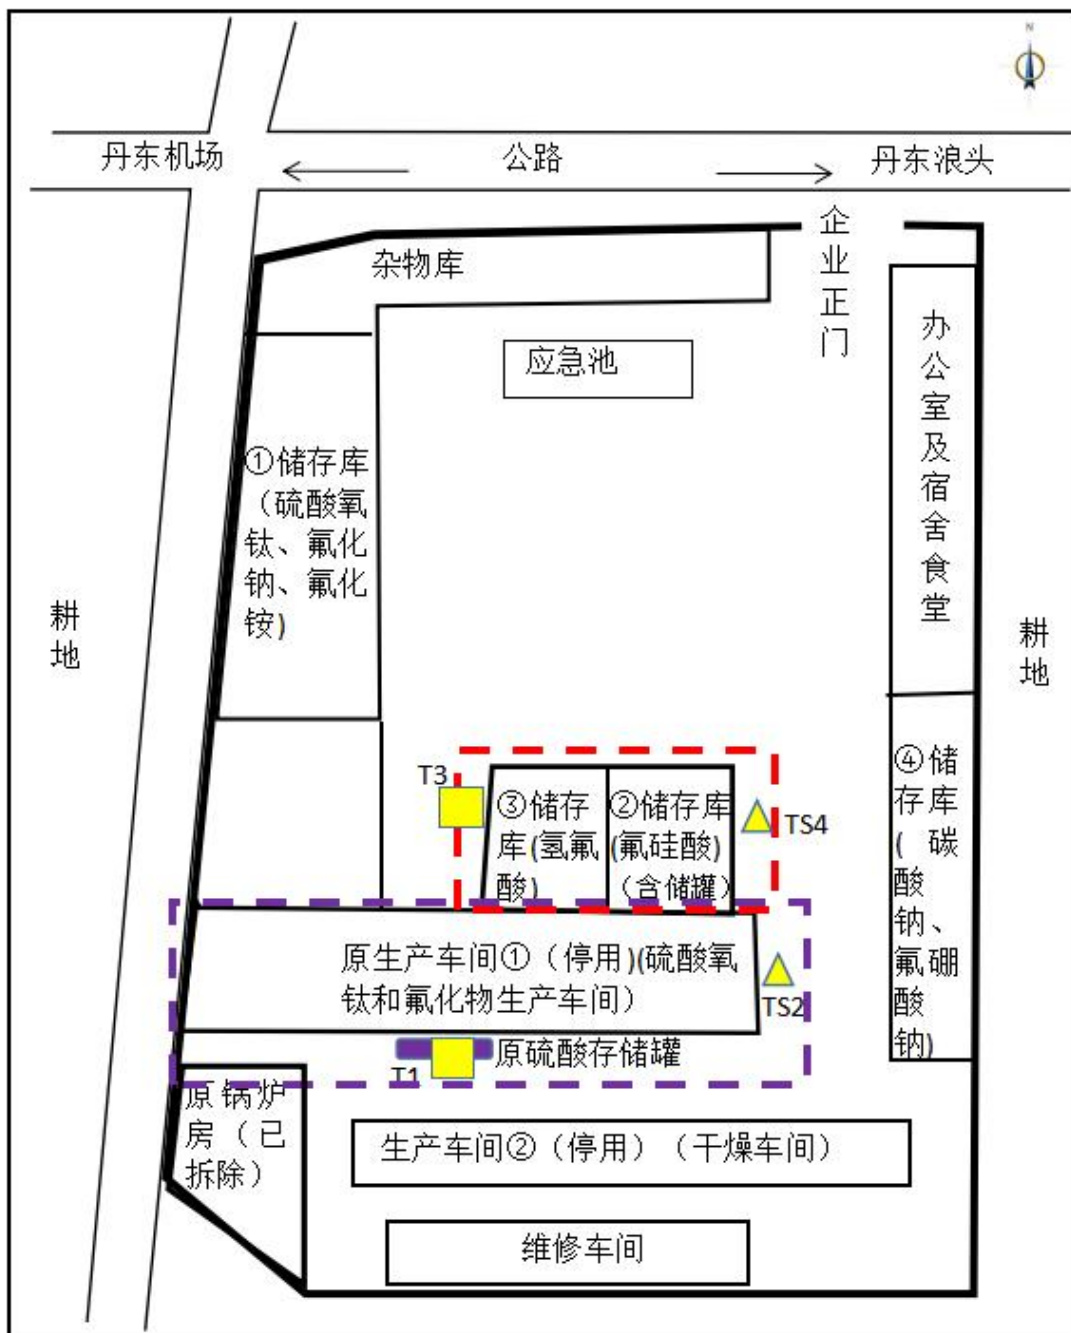 N
丹东机场
公路
丹东浪头
企
业
正
门
杂物库
应急池
办
公
室
及
宿
舍
食
堂
①储存库
（硫酸氧
钛、氟化
钠、氟化
铵)
耕
地
耕
地
T3
③储存
库(氢氟
酸)
②储存库
(氟硅酸)
（含储罐）
TS4
④储
存库
( 碳
酸
钠、
氟硼
酸
钠)
原生产车间①（停用)(硫酸氧
钛和氟化物生产车间）
TS2
T1
原硫酸存储罐
原锅炉
房（已
拆除）
生产车间②（停用）（干燥车间）
维修车间